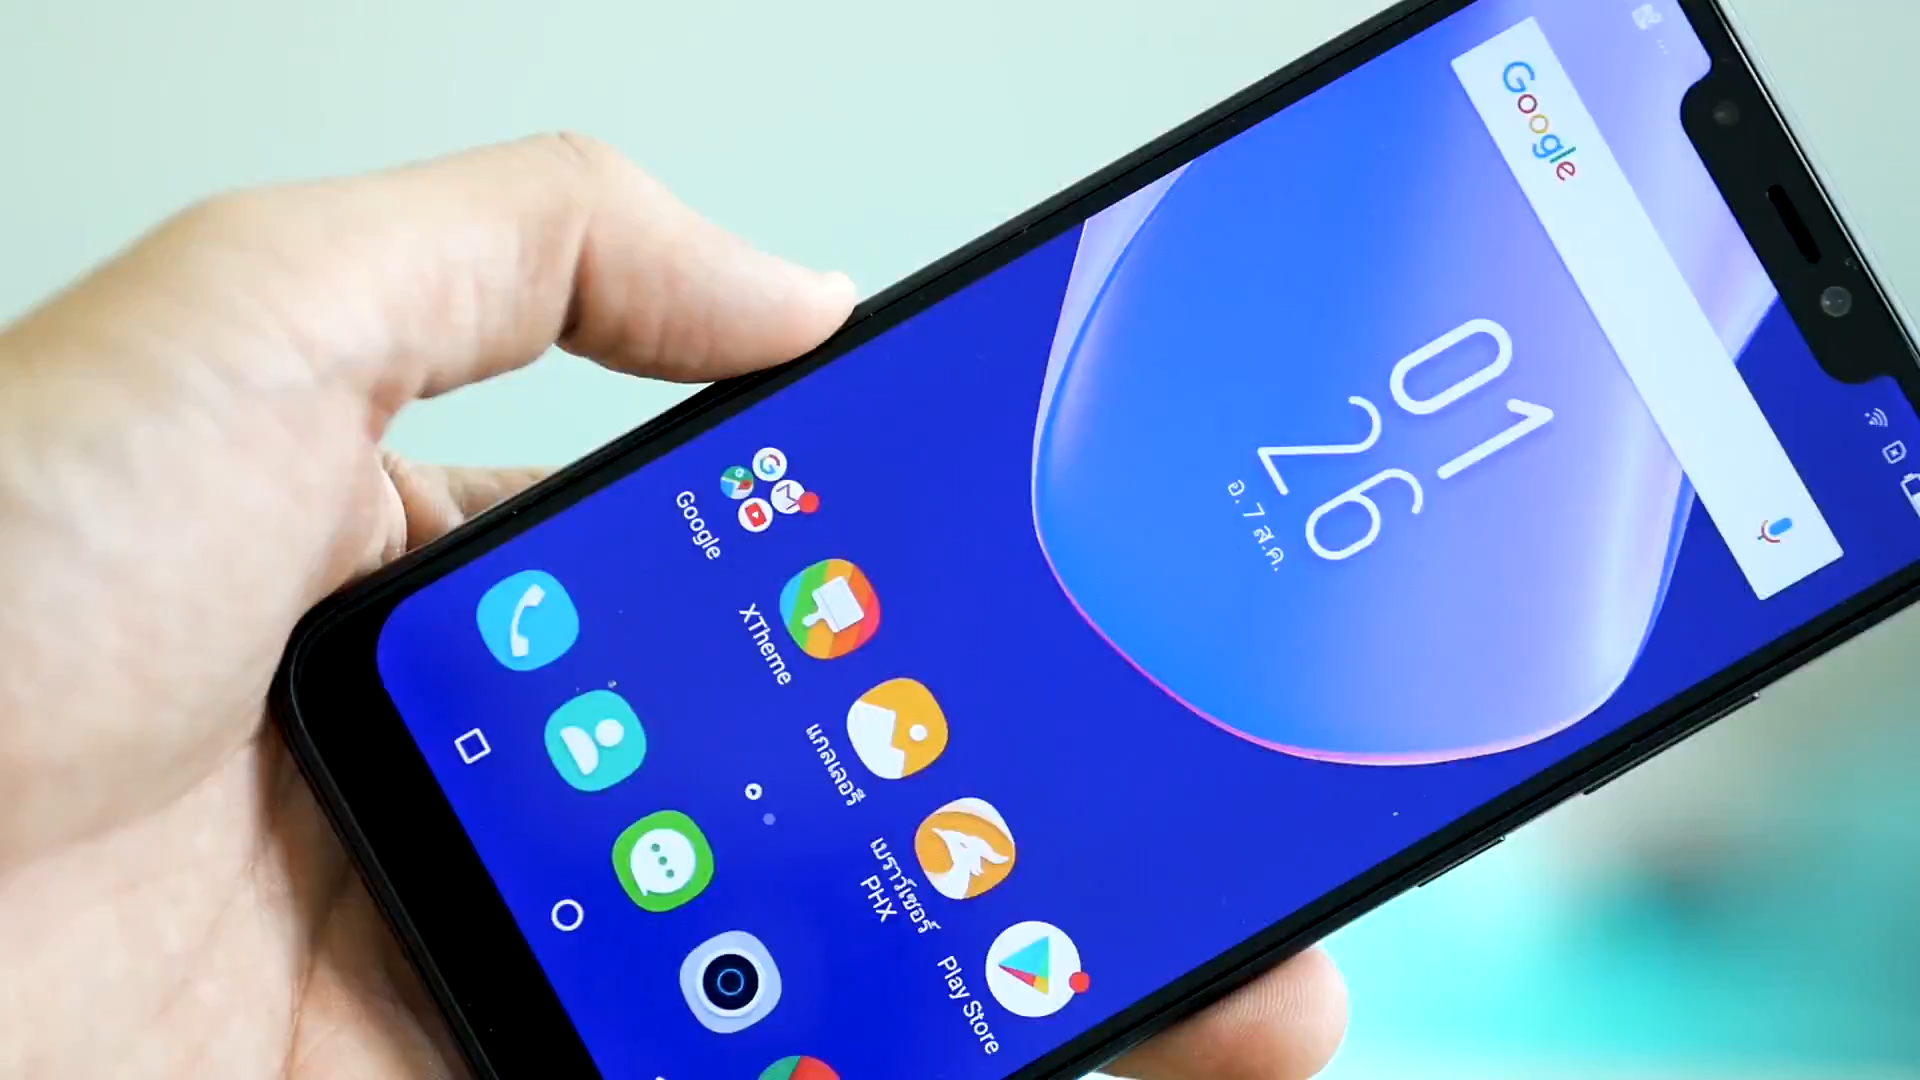 Google
01
26
อ. 7 ส.ค.
Google
XTheme
แกลเลอรี
เบราว์เซอร์
PHX
Play Store